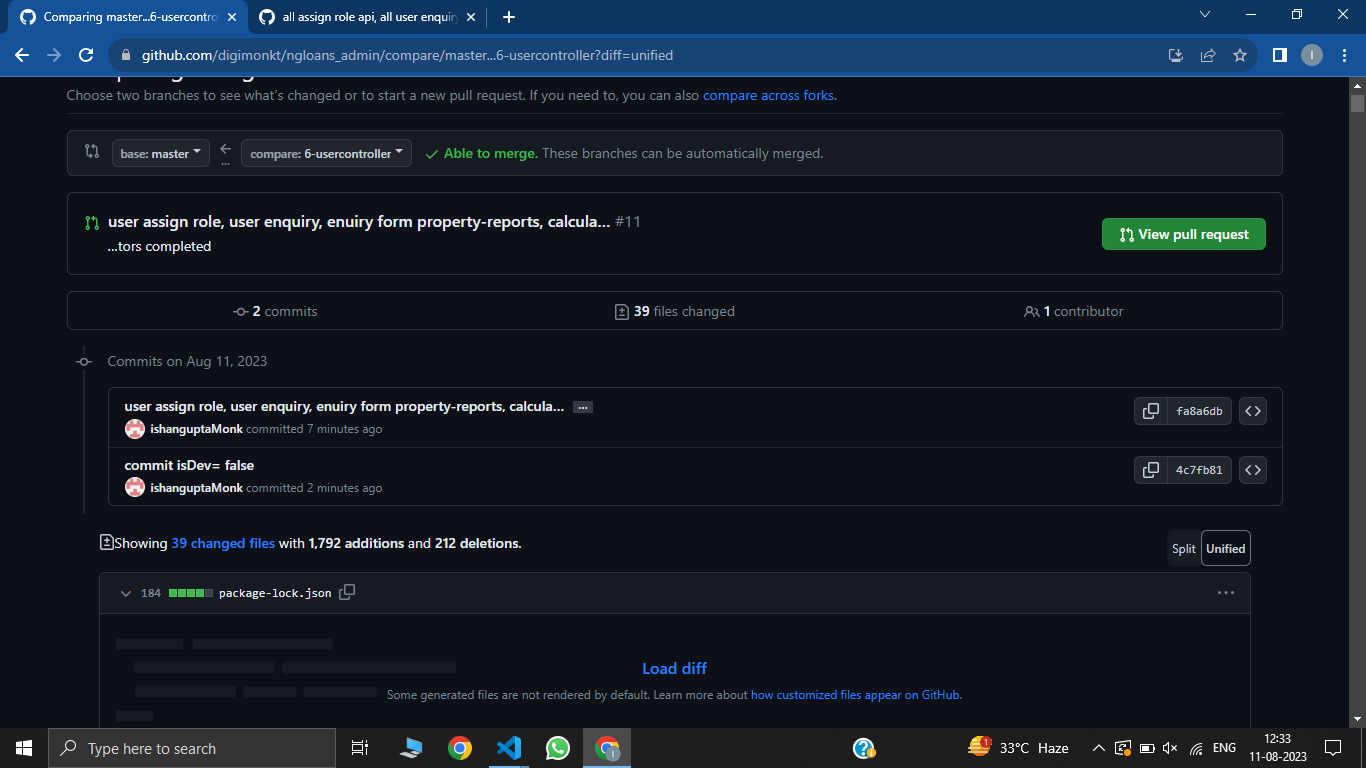 Comparing master...6-usercontro
all assign role api, all user enquiry
github.com/digimonkt/ngloans_admin/compare/master...6-usercontroller?diff=unified
I
Choose two branches to see what's changed or to start a new pull request. If you need to, you can also compare across forks.
base: master
...
compare: 6-usercontroller
Able to merge. These branches can be automatically merged.
user assign role, user enquiry, enuiry form property-reports, calcula... #11
...tors completed
View pull request
2 commits
39 files changed
1 contributor
Commits on Aug 11, 2023
user assign role, user enquiry, enuiry form property-reports, calcula... ...
fa8a6db
ishanguptaMonk committed 7 minutes ago
commit isDev= false
4c7fb81
ishanguptaMonk committed 2 minutes ago
Showing 39 changed files with 1,792 additions and 212 deletions.
Split
Unified
184 package-lock.json
Load diff
Some generated files are not rendered by default. Learn more about how customized files appear on GitHub.
Type here to search
1
33°C Haze
ENG
12:33
11-08-2023